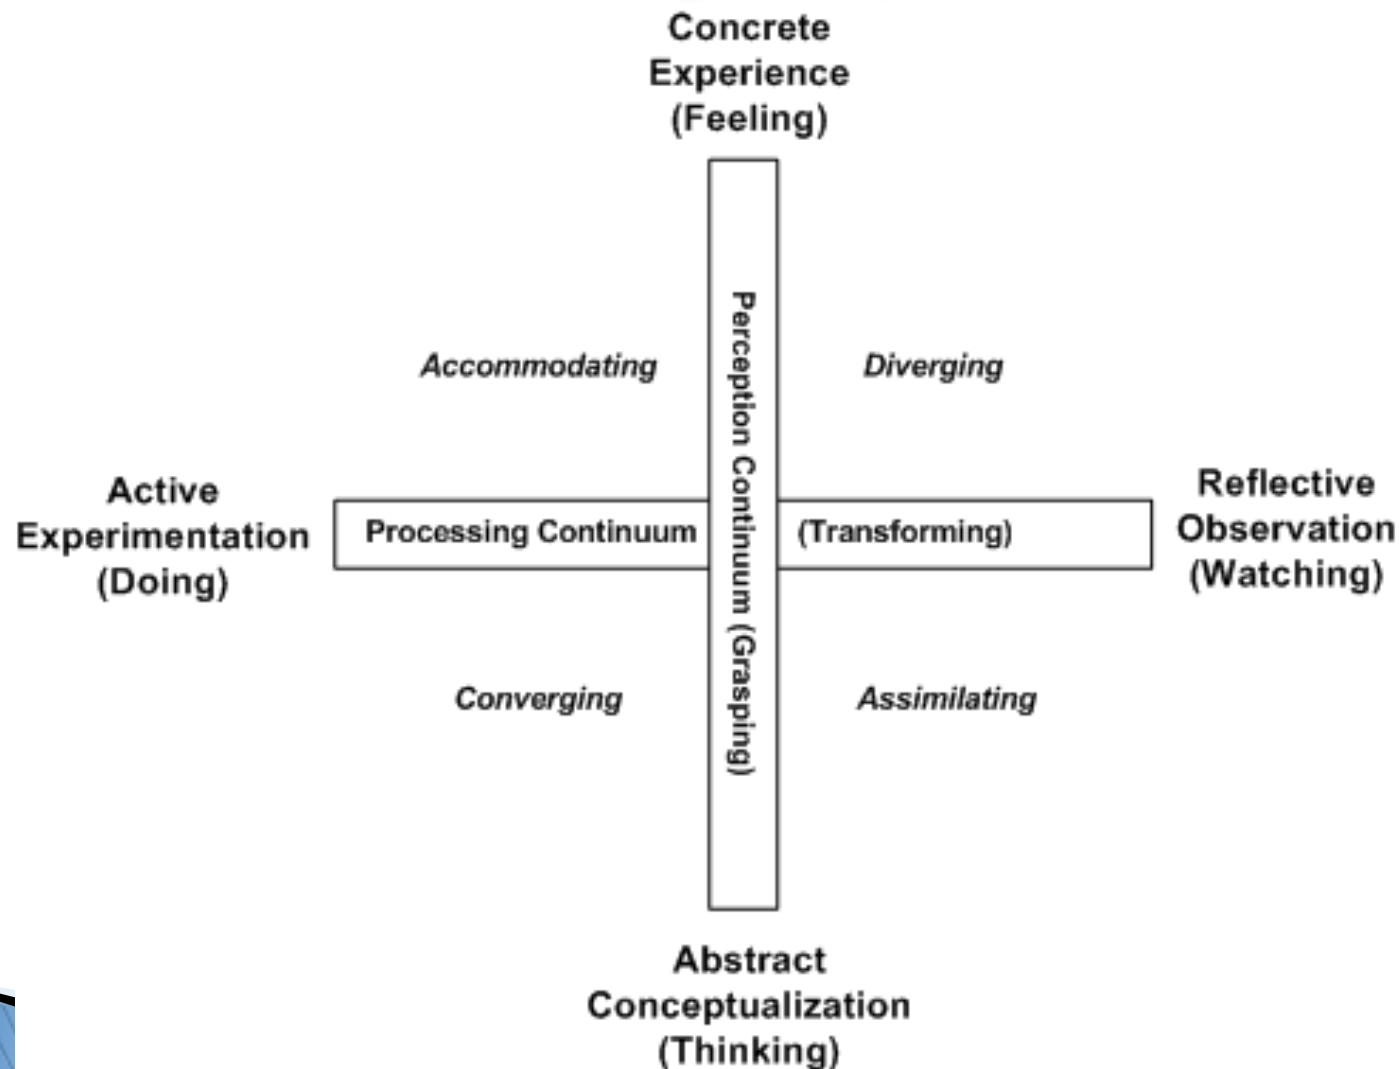 Concrete
Experience
(Feeling)
Accommodating
Diverging
Perception Continuum (Grasping)
Active
Experimentation
(Doing)
Processing Continuum (Transforming)
Reflective
Observation
(Watching)
Converging
Assimilating
Abstract
Conceptualization
(Thinking)